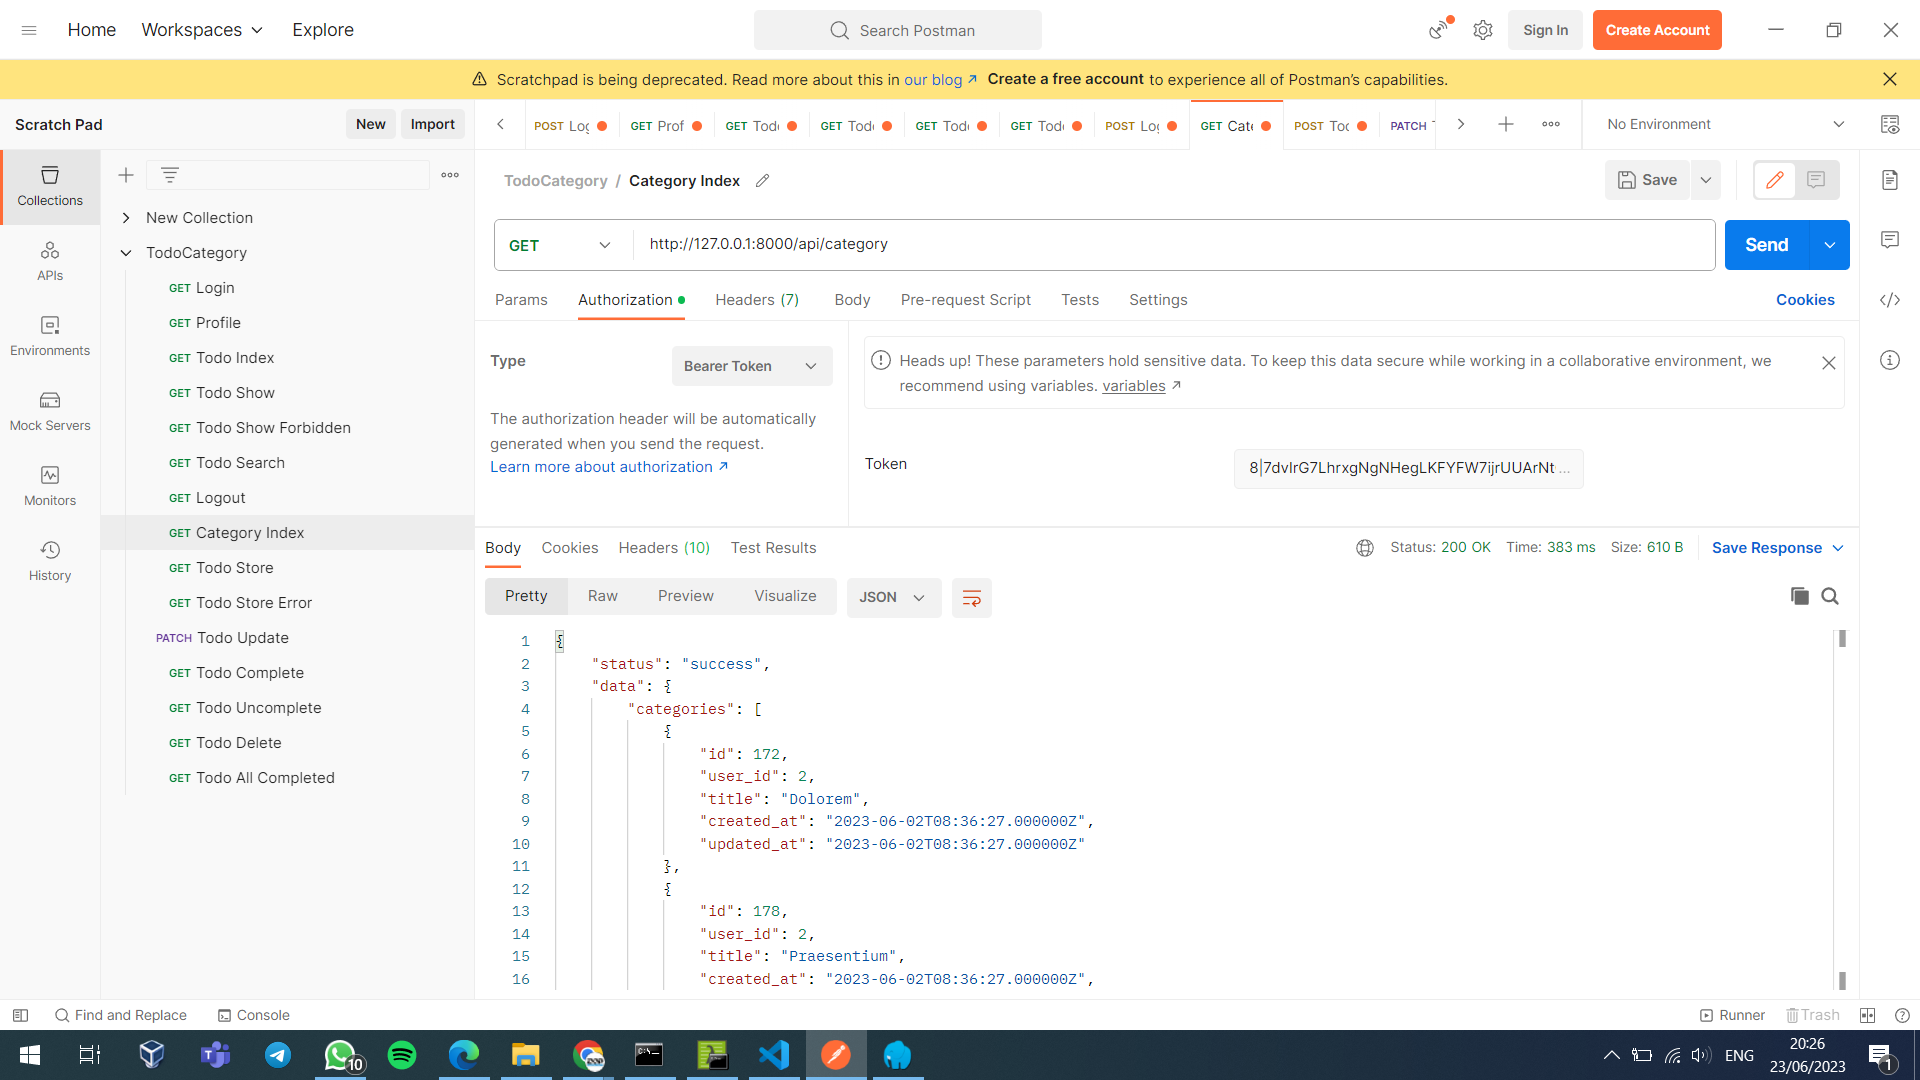 Home Workspaces Explore Search Postman Sign In Create Account
Scratchpad is being deprecated. Read more about this in our blog ↗ Create a free account to experience all of Postman's capabilities.
Scratch Pad New Import
POST Log GET Prof GET Tod GET Tod GET Tod GET Tod POST Log GET Cate POST Tod PATCH
No Environment
Collections
APIs
Environments
Mock Servers
Monitors
History
New Collection
TodoCategory
GET Login
GET Profile
GET Todo Index
GET Todo Show
GET Todo Show Forbidden
GET Todo Search
GET Logout
GET Category Index
GET Todo Store
GET Todo Store Error
PATCH Todo Update
GET Todo Complete
GET Todo Uncomplete
GET Todo Delete
GET Todo All Completed
TodoCategory / Category Index Save
GET http://127.0.0.1:8000/api/category Send
Params Authorization Headers (7) Body Pre-request Script Tests Settings Cookies
Type Bearer Token
The authorization header will be automatically
generated when you send the request.
Learn more about authorization ↗
Heads up! These parameters hold sensitive data. To keep this data secure while working in a collaborative environment, we
recommend using variables. variables ↗
Token 8|7dvIrG7LhrxgNgNHegLKFYFW7ijrUUArNt ...
Body Cookies Headers (10) Test Results Status: 200 OK Time: 383 ms Size: 610 B Save Response
Pretty Raw Preview Visualize JSON
1 {
2 "status": "success",
3 "data": {
4 "categories": [
5 {
6 "id": 172,
7 "user_id": 2,
8 "title": "Dolorem",
9 "created_at": "2023-06-02T08:36:27.000000Z",
10 "updated_at": "2023-06-02T08:36:27.000000Z"
11 },
12 {
13 "id": 178,
14 "user_id": 2,
15 "title": "Praesentium",
16 "created_at": "2023-06-02T08:36:27.000000Z",
Find and Replace Console Runner Trash
10
ENG
20:26
23/06/2023
1